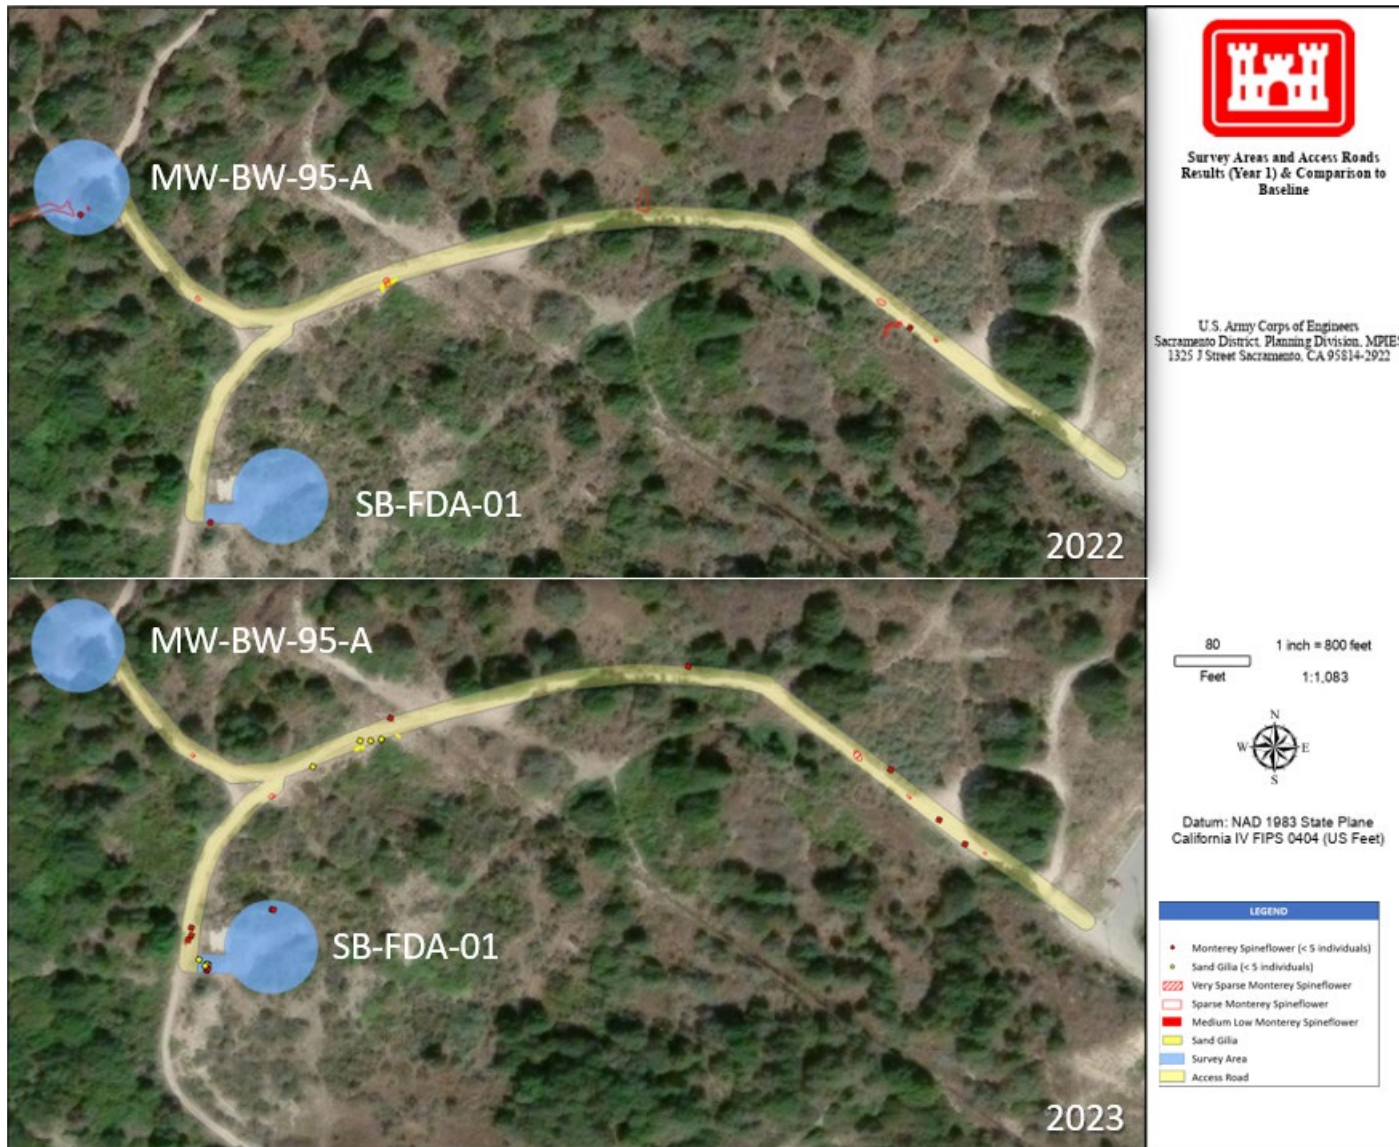 MW-BW-95-A
SB-FDA-01
2022
MW-BW-95-A
SB-FDA-01
2023
Survey Areas and Access Roads
Results (Year 1) & Comparison to
Baseline
U.S. Army Corps of Engineers
Sacramento District, Planning Division, MPIES
1325 J Street Sacramento, CA 95814-2922
80
1 inch = 800 feet
Feet
1:1,083
N
W
E
S
Datum: NAD 1983 State Plane
California IV FIPS 0404 (US Feet)
LEGEND
Monterey Spineflower (< 5 individuals)
Sand Gilia (< 5 individuals)
Very Sparse Monterey Spineflower
Sparse Monterey Spineflower
Medium Low Monterey Spineflower
Sand Gilia
Survey Area
Access Road